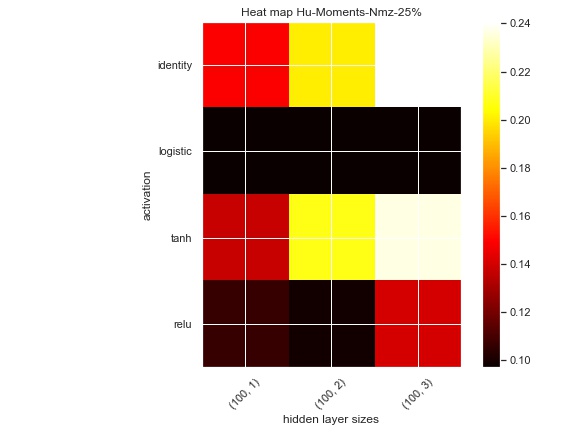 Heat map Hu-Moments-Nmz-25%
identity
logistic
tanh
relu
activation
(100, 1)
(100, 2)
(100, 3)
hidden layer sizes
0.24
0.22
0.20
0.18
0.16
0.14
0.12
0.10